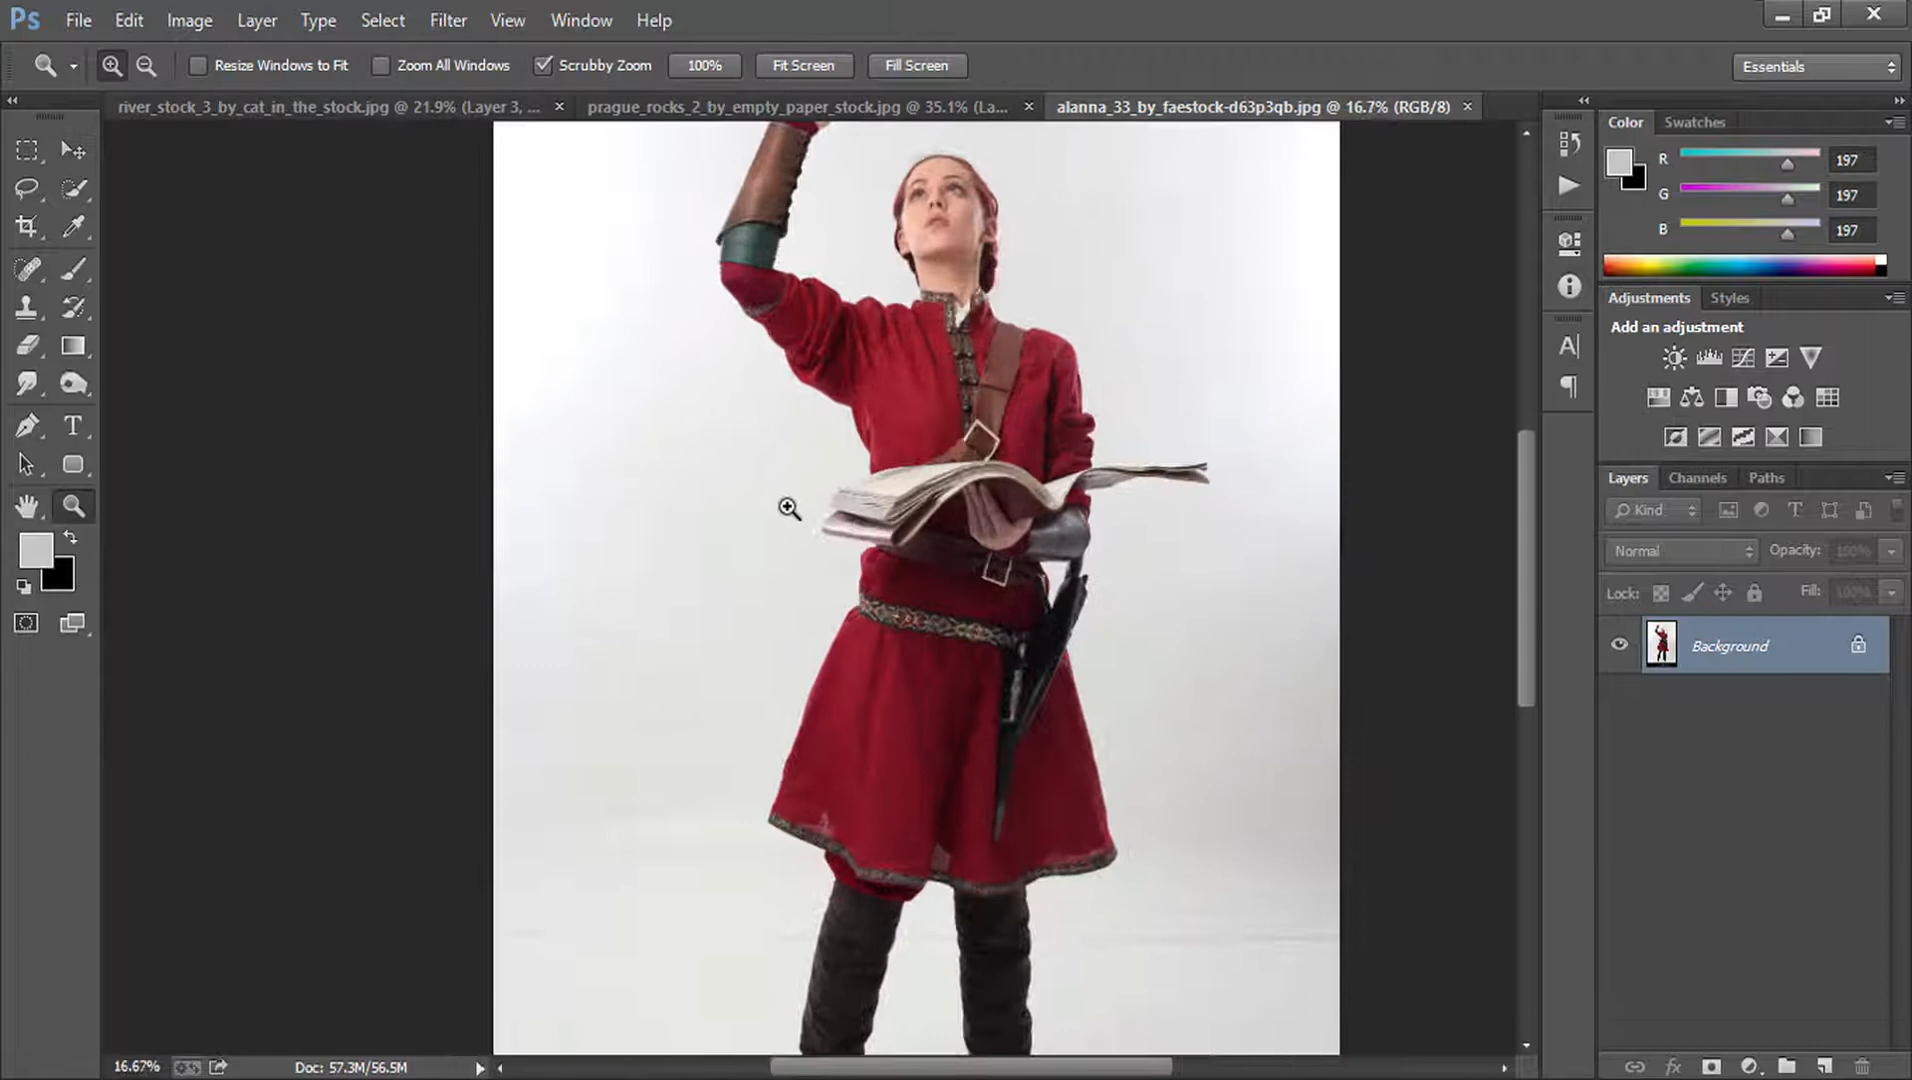 Ps File Edit Image Layer Type Select Filter View Window Help
Resize Windows to Fit Zoom All Windows Scrubby Zoom 100% Fit Screen Fill Screen Essentials
river_stock_3_by_cat_in_the_stock.jpg @ 21.9% (Layer 3, ... prague_rocks_2_by_empty_paper_stock.jpg @ 35.1% (La... alanna_33_by_faestock-d63p3qb.jpg @ 16.7% (RGB/8)
Color Swatches
R 197
G 197
B 197
Adjustments Styles
Add an adjustment
Layers Channels Paths
Kind
Normal Opacity: 100%
Lock: Fill: 100%
Background
16.67% Doc: 57.3M/56.5M